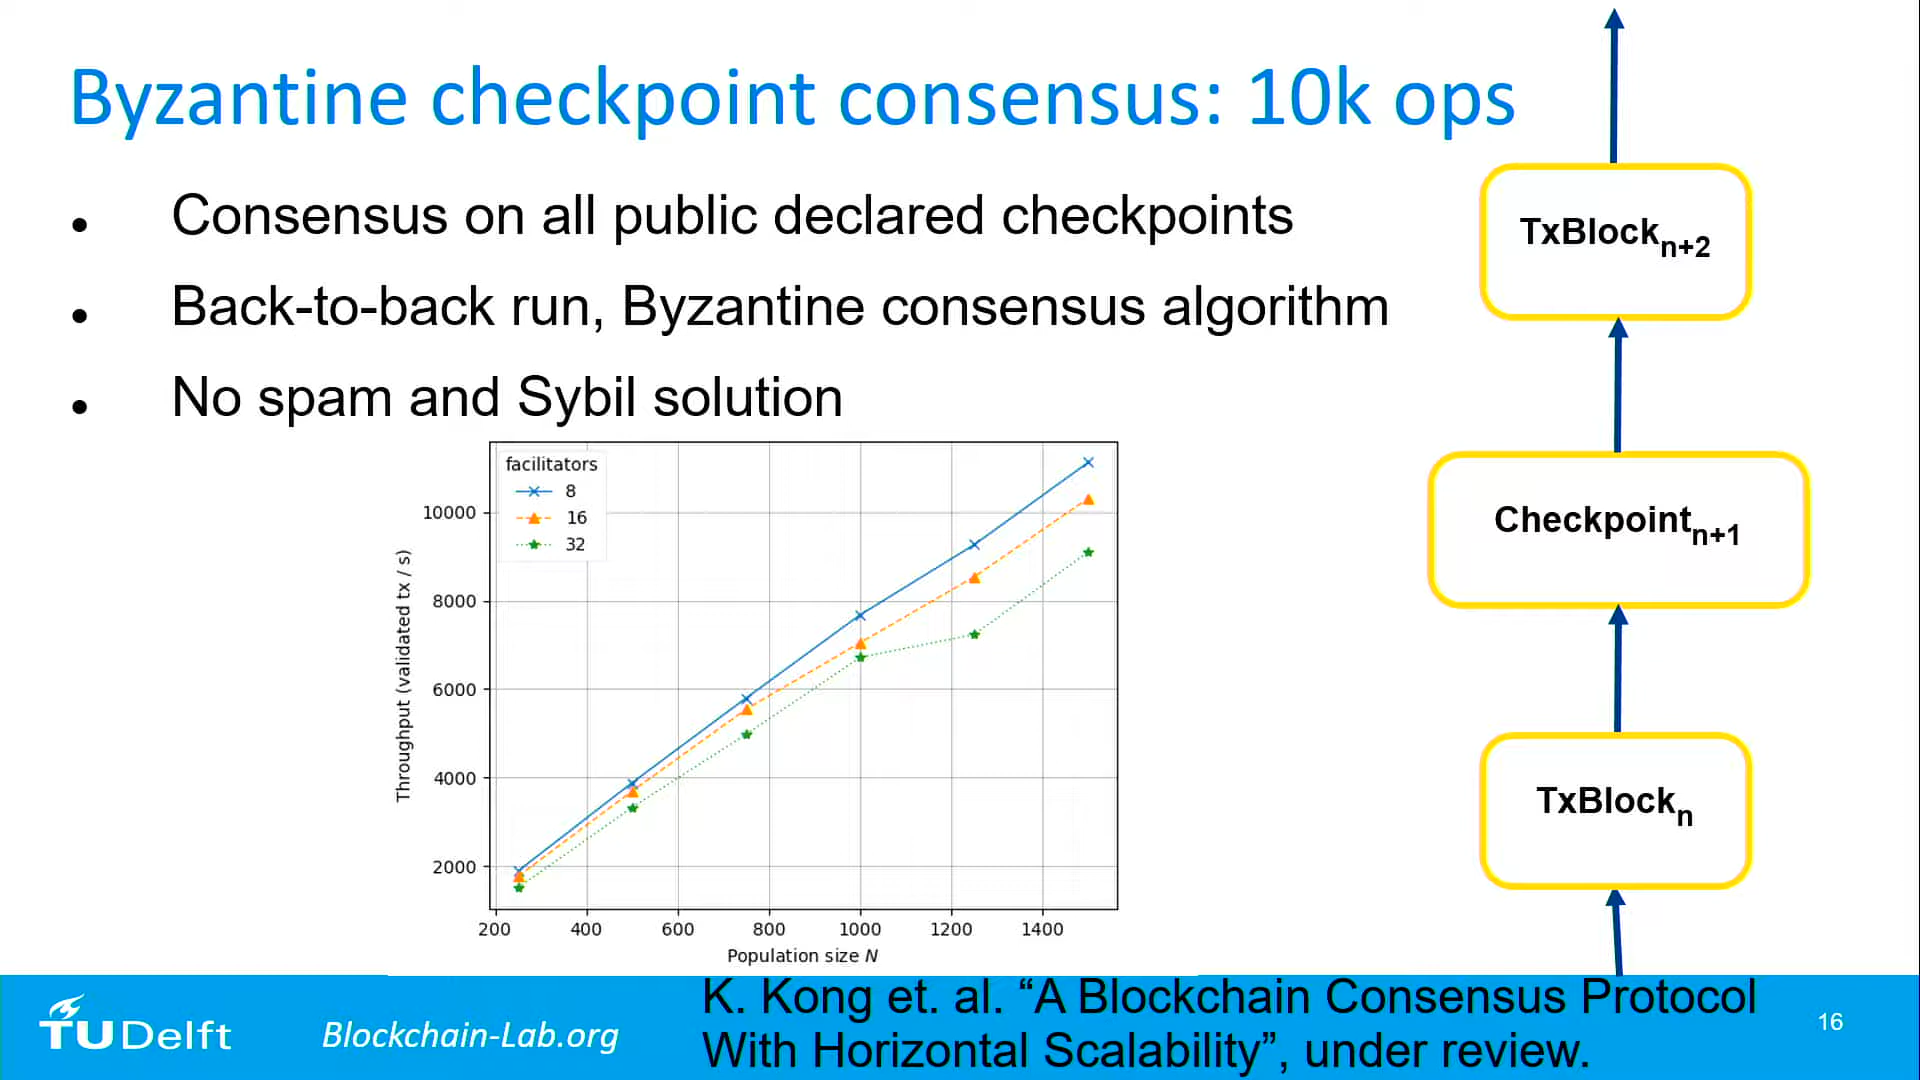 Byzantine checkpoint consensus: 10k ops
• Consensus on all public declared checkpoints
• Back-to-back run, Byzantine consensus algorithm
• No spam and Sybil solution
facilitators
8
16
32
Throughput (validated tx / s)
10000
8000
6000
4000
2000
200 400 600 800 1000 1200 1400
Population size N
TxBlockn+2
Checkpointn+1
TxBlockn
TUDelft
Blockchain-Lab.org
K. Kong et. al. “A Blockchain Consensus Protocol
With Horizontal Scalability”, under review.
16